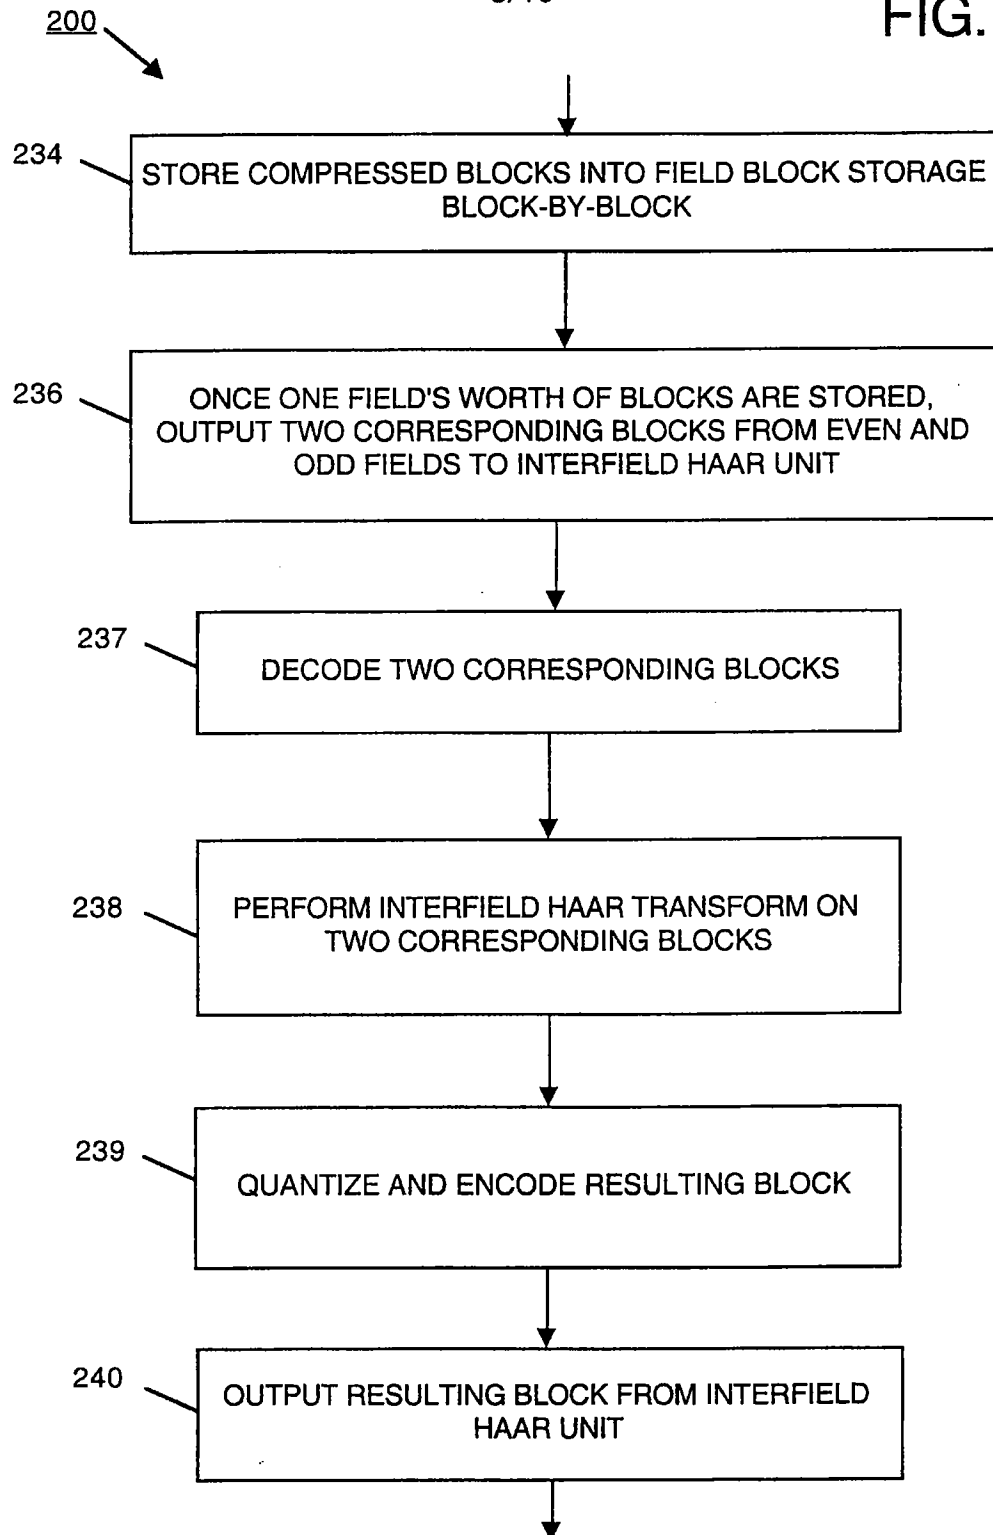 200
FIG.
234
STORE COMPRESSED BLOCKS INTO FIELD BLOCK STORAGE
BLOCK-BY-BLOCK
236
ONCE ONE FIELD'S WORTH OF BLOCKS ARE STORED,
OUTPUT TWO CORRESPONDING BLOCKS FROM EVEN AND
ODD FIELDS TO INTERFIELD HAAR UNIT
237
DECODE TWO CORRESPONDING BLOCKS
238
PERFORM INTERFIELD HAAR TRANSFORM ON
TWO CORRESPONDING BLOCKS
239
QUANTIZE AND ENCODE RESULTING BLOCK
240
OUTPUT RESULTING BLOCK FROM INTERFIELD
HAAR UNIT